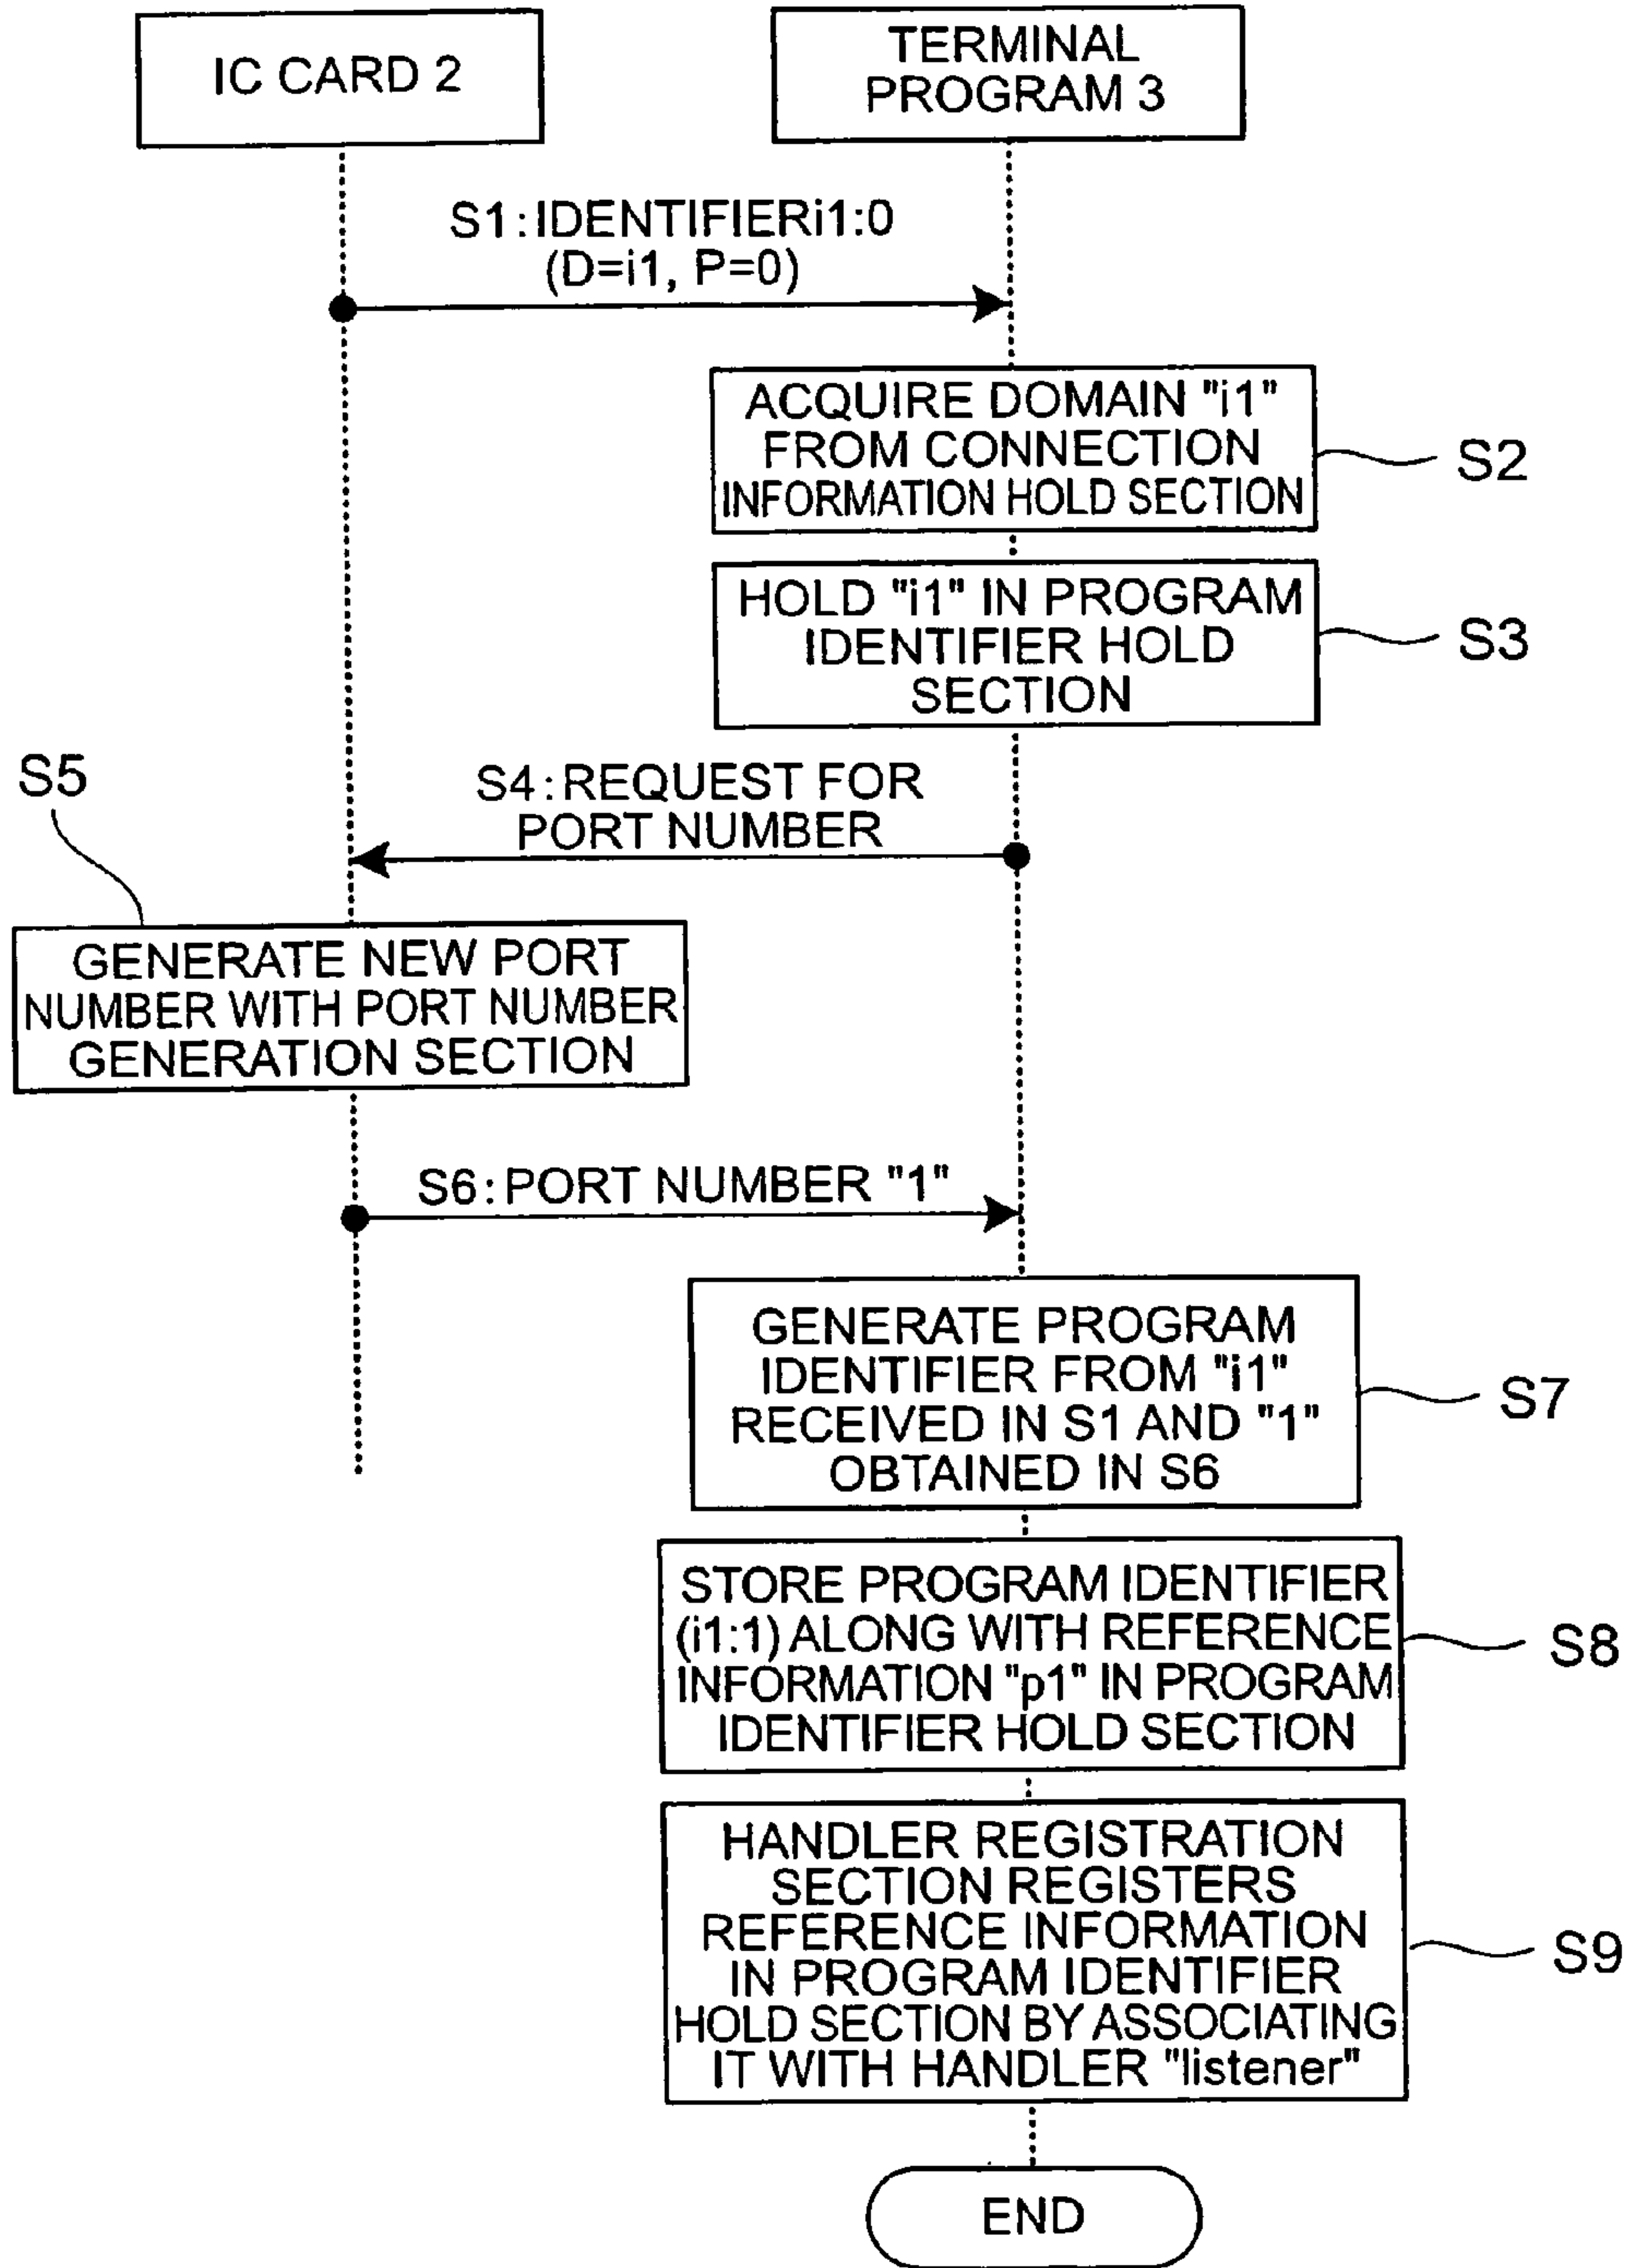 IC CARD 2
TERMINAL
PROGRAM 3
S1:IDENTIFIERi1:0
(D=i1, P=0)
ACQUIRE DOMAIN "i1"
FROM CONNECTION
INFORMATION HOLD SECTION
S2
HOLD "i1" IN PROGRAM
IDENTIFIER HOLD
SECTION
S3
S4:REQUEST FOR
PORT NUMBER
S5
GENERATE NEW PORT
NUMBER WITH PORT NUMBER
GENERATION SECTION
S6:PORT NUMBER "1"
GENERATE PROGRAM
IDENTIFIER FROM "i1"
RECEIVED IN S1 AND "1"
OBTAINED IN S6
S7
STORE PROGRAM IDENTIFIER
(i1:1) ALONG WITH REFERENCE
INFORMATION "p1" IN PROGRAM
IDENTIFIER HOLD SECTION
S8
HANDLER REGISTRATION
SECTION REGISTERS
REFERENCE INFORMATION
IN PROGRAM IDENTIFIER
HOLD SECTION BY ASSOCIATING
IT WITH HANDLER "listener"
S9
END